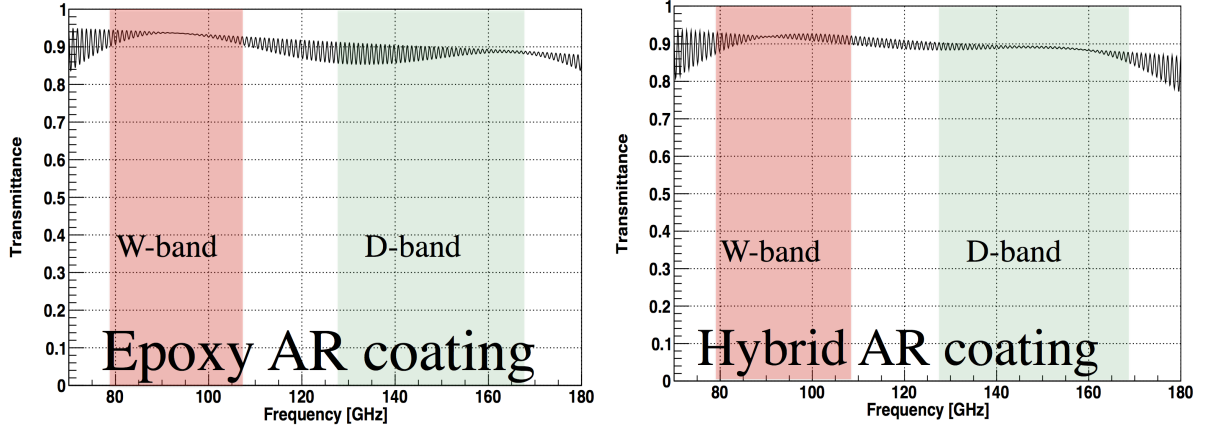 1
0.9
0.8
0.7
0.6
0.5
0.4
0.3
0.2
0.1
0
Transmittance
W-band
D-band
Epoxy AR coating
80 100 120 140 160 180
Frequency [GHz]
1
0.9
0.8
0.7
0.6
0.5
0.4
0.3
0.2
0.1
0
Transmittance
W-band
D-band
Hybrid AR coating
80 100 120 140 160 180
Frequency [GHz]